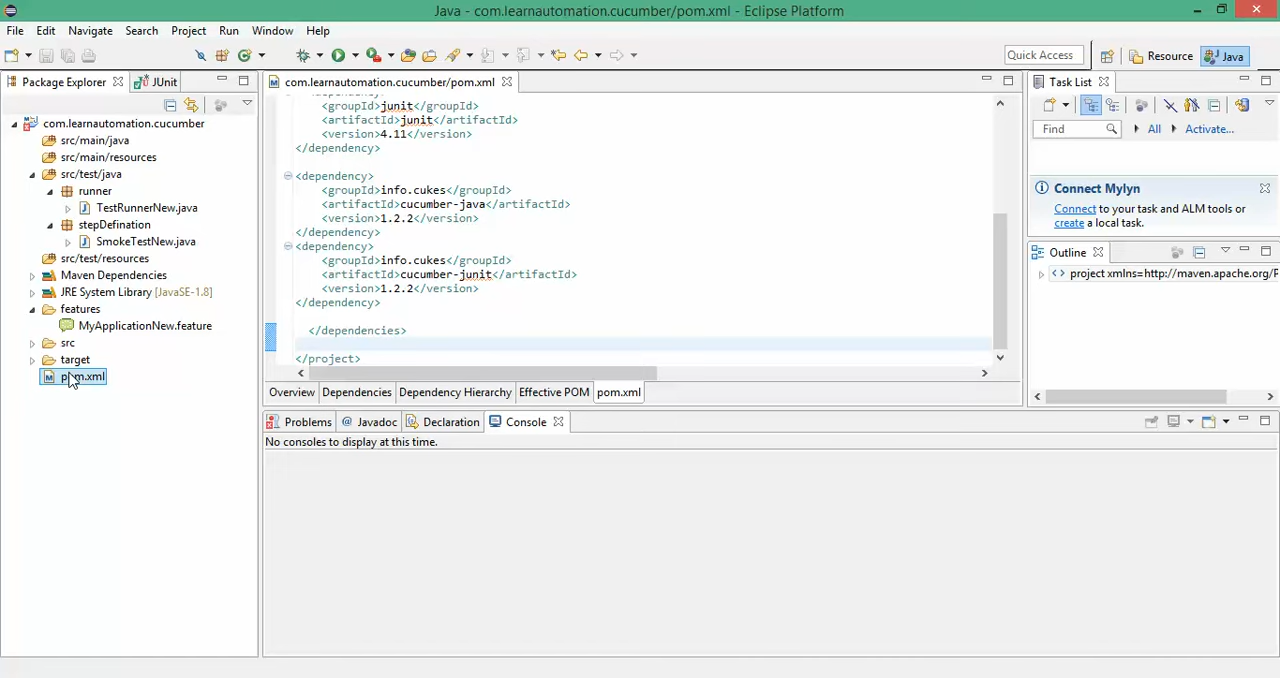 Java - com.learnautomation.cucumber/pom.xml - Eclipse Platform
File Edit Navigate Search Project Run Window Help
Quick Access
Resource
Java
Package Explorer
JUnit
com.learnautomation.cucumber
src/main/java
src/main/resources
src/test/java
runner
TestRunnerNew.java
stepDefination
SmokeTestNew.java
src/test/resources
Maven Dependencies
JRE System Library [JavaSE-1.8]
features
MyApplicationNew.feature
src
target
pom.xml
com.learnautomation.cucumber/pom.xml
<dependency>
<groupId>junit</groupId>
<artifactId>junit</artifactId>
<version>4.11</version>
</dependency>
<dependency>
<groupId>info.cukes</groupId>
<artifactId>cucumber-java</artifactId>
<version>1.2.2</version>
</dependency>
<dependency>
<groupId>info.cukes</groupId>
<artifactId>cucumber-junit</artifactId>
<version>1.2.2</version>
</dependency>
</dependencies>
</project>
Overview Dependencies Dependency Hierarchy Effective POM pom.xml
Problems @ Javadoc Declaration Console
No consoles to display at this time.
Task List
Find All Activate...
Connect Mylyn
Connect to your task and ALM tools or
create a local task.
Outline
project xmlns=http://maven.apache.org/P